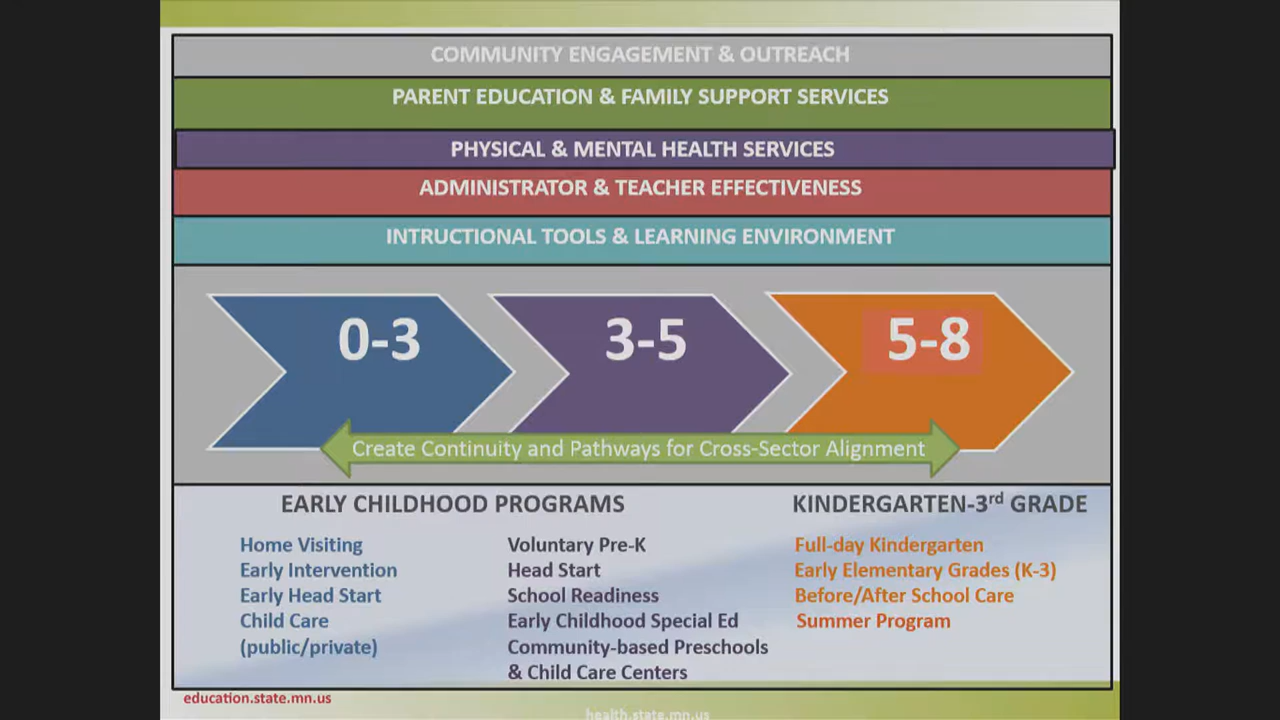 COMMUNITY ENGAGEMENT & OUTREACH
PARENT EDUCATION & FAMILY SUPPORT SERVICES
PHYSICAL & MENTAL HEALTH SERVICES
ADMINISTRATOR & TEACHER EFFECTIVENESS
INTRUCTIONAL TOOLS & LEARNING ENVIRONMENT
0-3
3-5
5-8
Create Continuity and Pathways for Cross-Sector Alignment
EARLY CHILDHOOD PROGRAMS
Home Visiting
Early Intervention
Early Head Start
Child Care
(public/private)
Voluntary Pre-K
Head Start
School Readiness
Early Childhood Special Ed
Community-based Preschools
& Child Care Centers
KINDERGARTEN-3rd GRADE
Full-day Kindergarten
Early Elementary Grades (K-3)
Before/After School Care
Summer Program
education.state.mn.us
health.state.mn.us